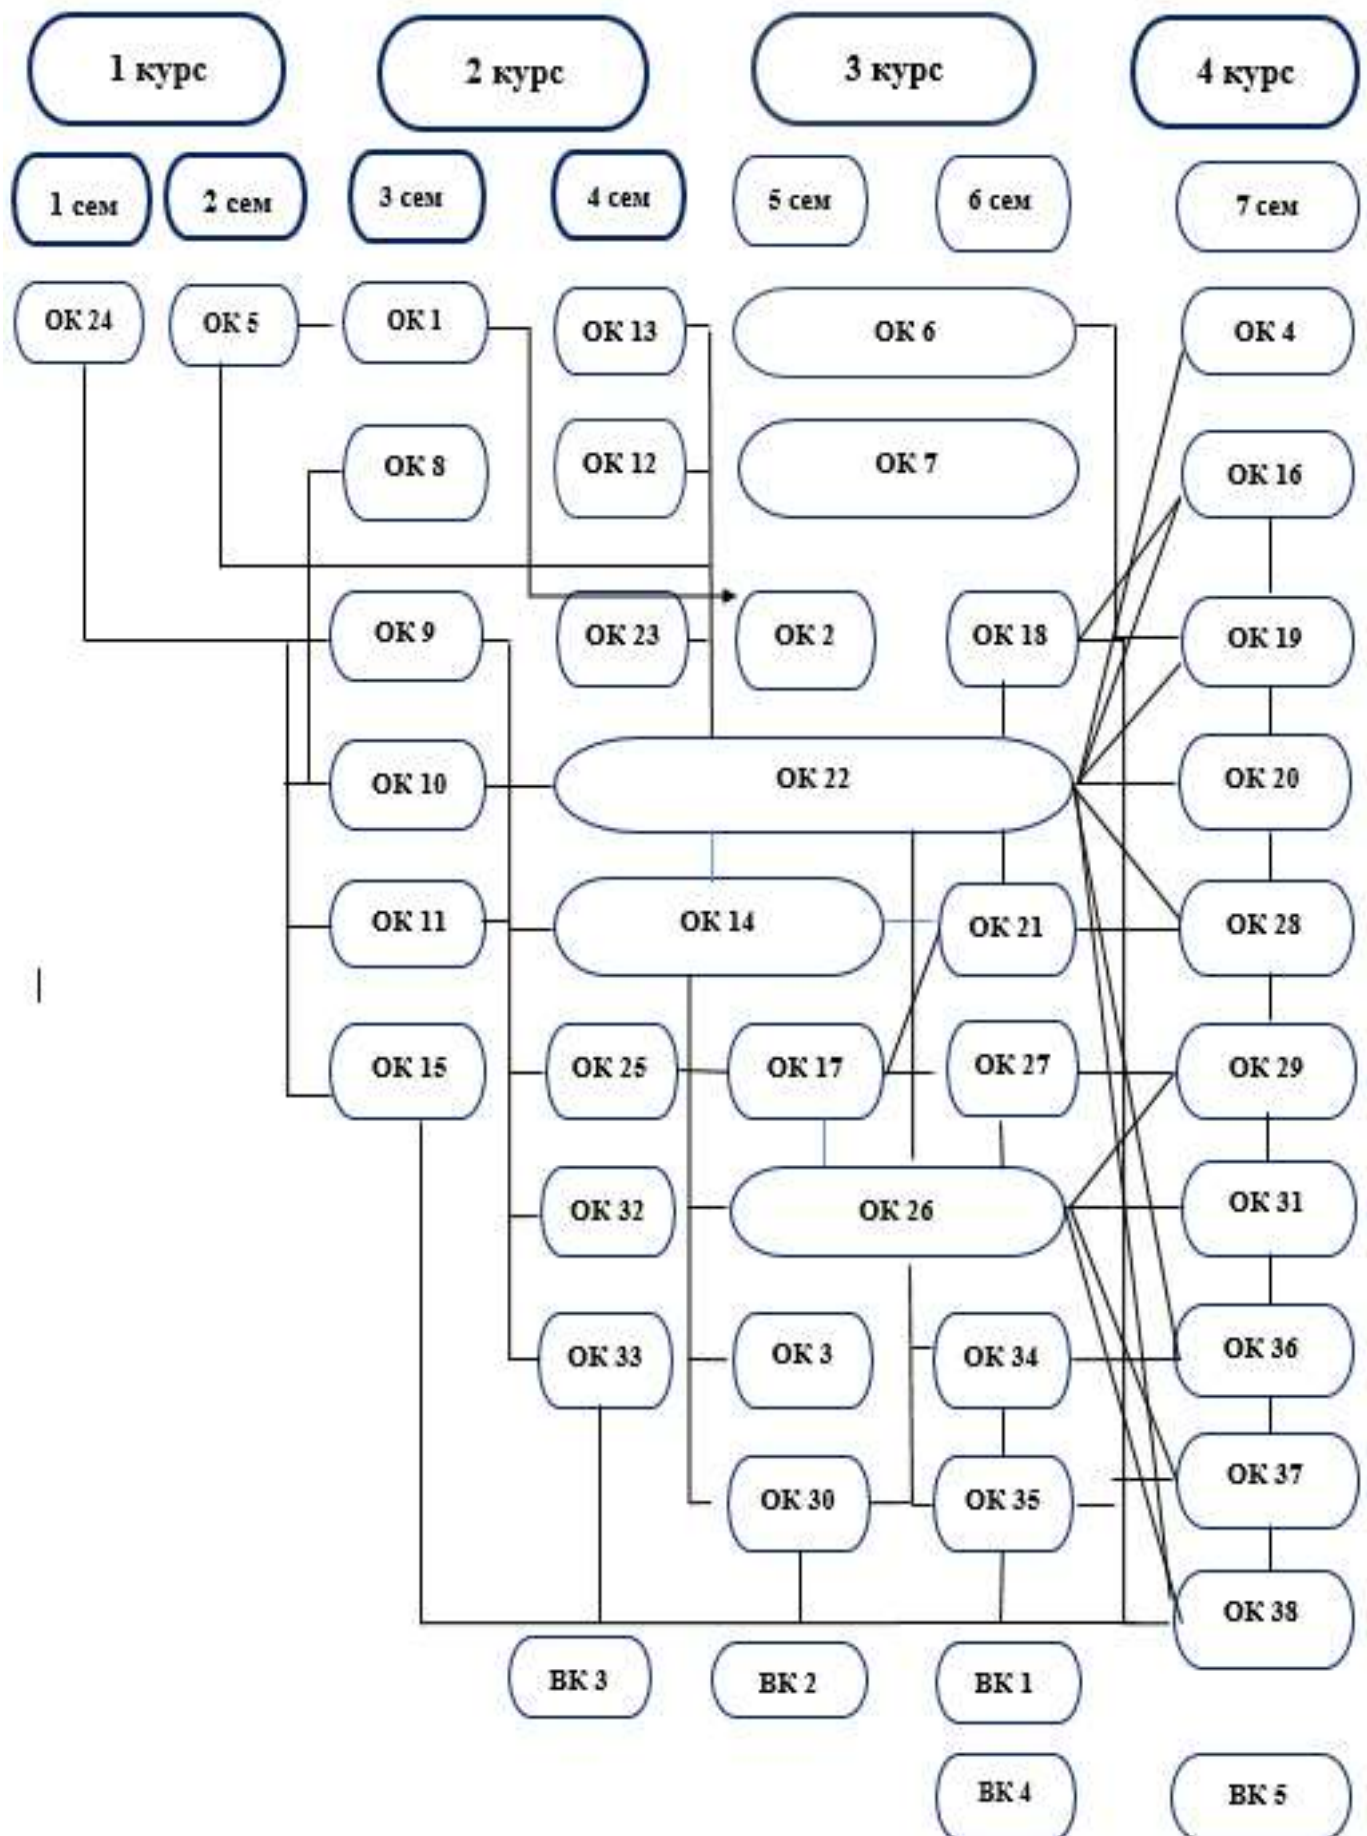 1 курс
2 курс
3 курс
4 курс
1 сем
2 сем
3 сем
4 сем
5 сем
6 сем
7 сем
ОК 24
ОК 5
ОК 1
ОК 13
ОК 6
ОК 4
ОК 8
ОК 12
ОК 7
ОК 16
ОК 9
ОК 23
ОК 2
ОК 18
ОК 19
ОК 10
ОК 22
ОК 20
ОК 11
ОК 14
ОК 21
ОК 28
ОК 15
ОК 25
ОК 17
ОК 27
ОК 29
ОК 32
ОК 26
ОК 31
ОК 33
ОК 3
ОК 34
ОК 36
ОК 30
ОК 35
ОК 37
ОК 38
ВК 3
ВК 2
ВК 1
ВК 4
ВК 5